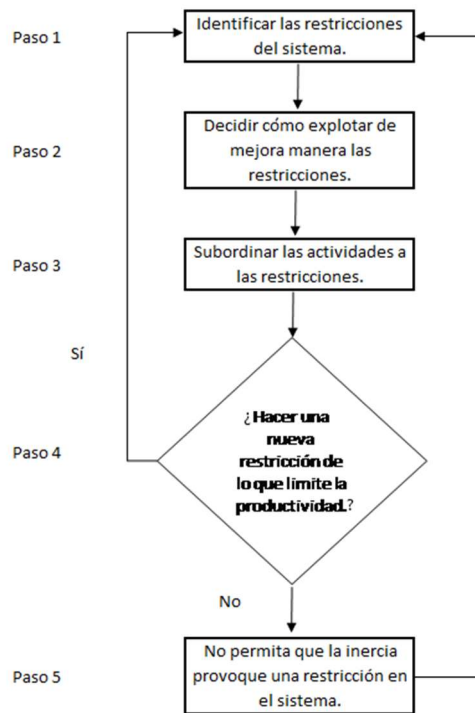 Paso 1
Identificar las restricciones
del sistema.
Paso 2
Decidir cómo explotar de
mejora manera las
restricciones.
Paso 3
Subordinar las actividades a
las restricciones.
Sí
Paso 4
¿Hacer una
nueva
restricción de
lo que limite la
productividad.?
No
Paso 5
No permita que la inercia
provoque una restricción en
el sistema.